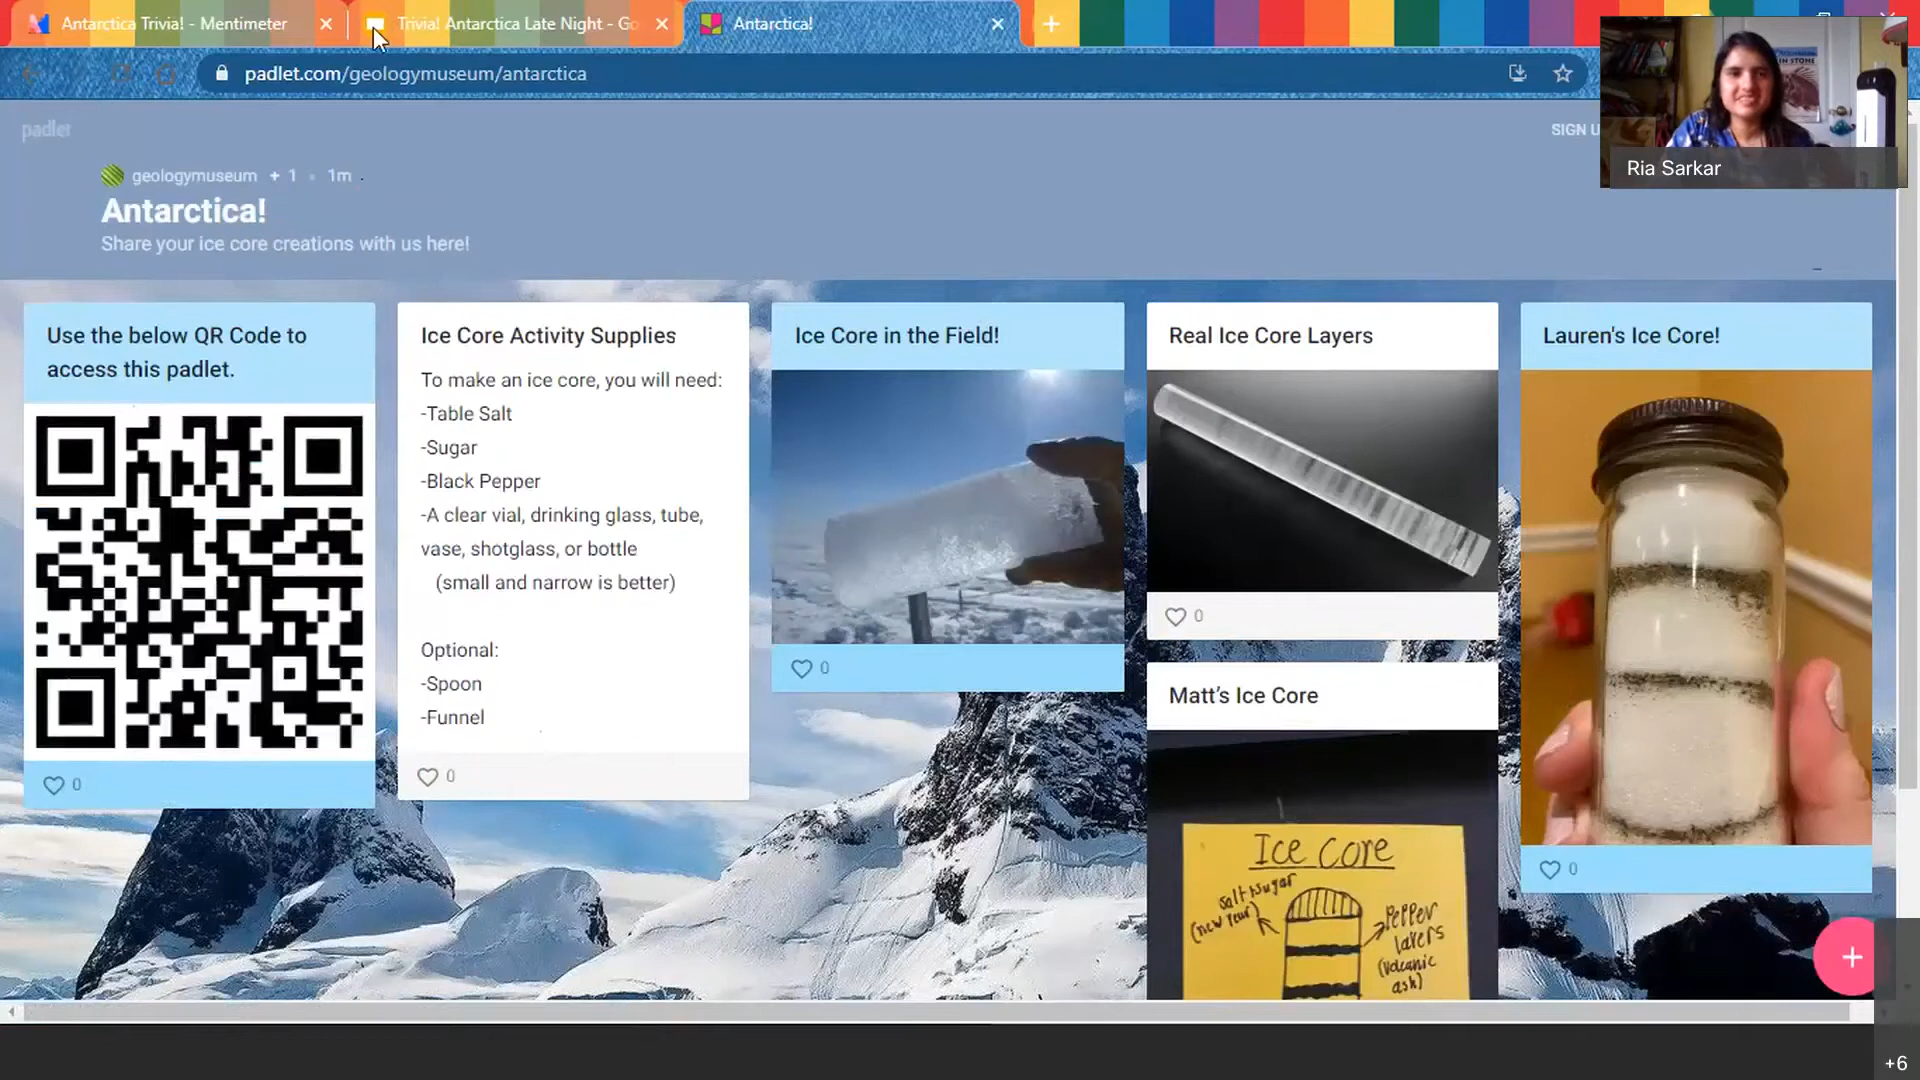 Antarctica Trivia! - Mentimeter
Trivia! Antarctica Late Night - Go
Antarctica!
padlet.com/geologymuseum/antarctica
padlet
SIGN U
IN STONE
Ria Sarkar
geologymuseum + 1 • 1m
Antarctica!
Share your ice core creations with us here!
Use the below QR Code to
access this padlet.
0
Ice Core Activity Supplies
To make an ice core, you will need:
-Table Salt
-Sugar
-Black Pepper
-A clear vial, drinking glass, tube,
vase, shotglass, or bottle
(small and narrow is better)
Optional:
-Spoon
-Funnel
0
Ice Core in the Field!
0
Real Ice Core Layers
0
Matt's Ice Core
Ice Core
salt + sugar
(new year)
Pepper
layers
(volcanic
ash)
Lauren's Ice Core!
0
+6